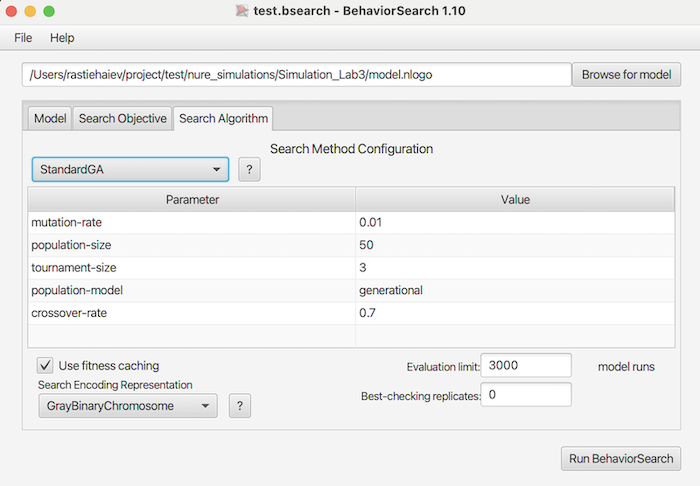 test.bsearch - BehaviorSearch 1.10
File Help
/Users/rastiehaiev/project/test/nure_simulations/Simulation_Lab3/model.nlogo Browse for model
Model Search Objective Search Algorithm
Search Method Configuration
StandardGA ?
Parameter Value
mutation-rate 0.01
population-size 50
tournament-size 3
population-model generational
crossover-rate 0.7
Use fitness caching Evaluation limit: 3000 model runs
Search Encoding Representation
GrayBinaryChromosome ? Best-checking replicates: 0
Run BehaviorSearch